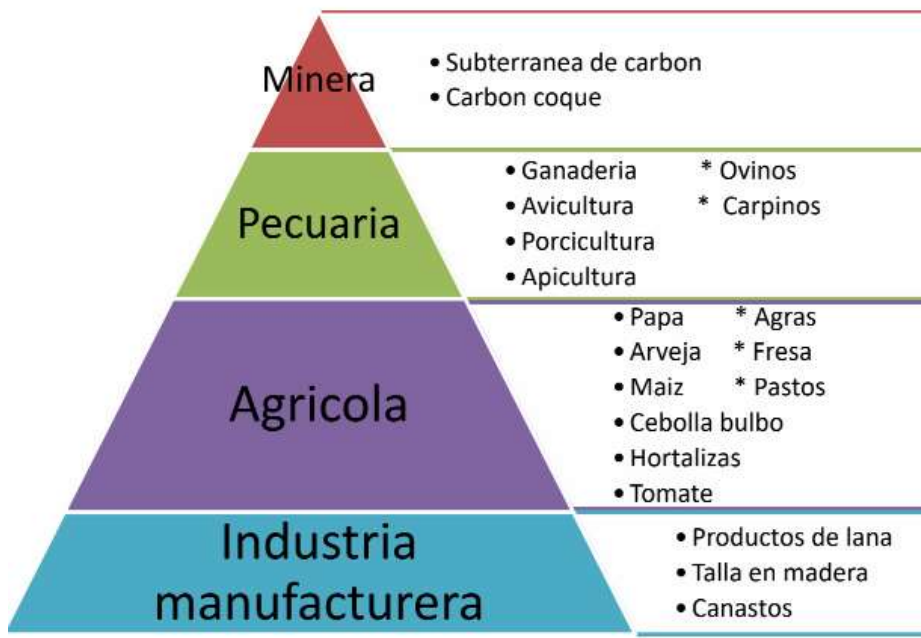 Minera
• Subterranea de carbon
• Carbon coque
Pecuaria
• Ganaderia * Ovinos
• Avicultura * Carpinos
• Porcicultura
• Apicultura
Agricola
• Papa * Agras
• Arveja * Fresa
• Maiz * Pastos
• Cebolla bulbo
• Hortalizas
• Tomate
Industria
manufacturera
• Productos de lana
• Talla en madera
• Canastos